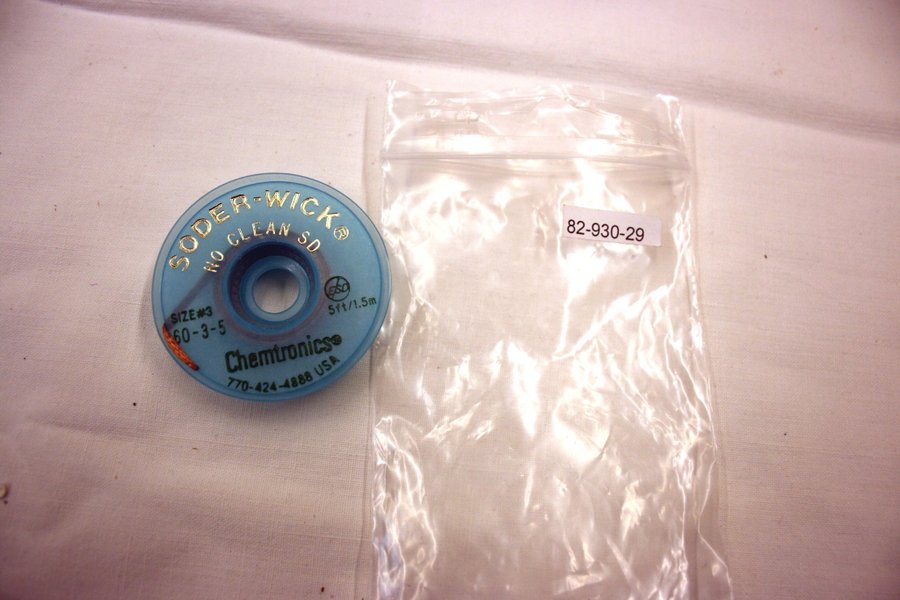 SODER-WICK®
NO CLEAN SD
ESD
5ft/1.5m
SIZE#3
60-3-5
Chemtronics®
770-424-4888 USA
82-930-29